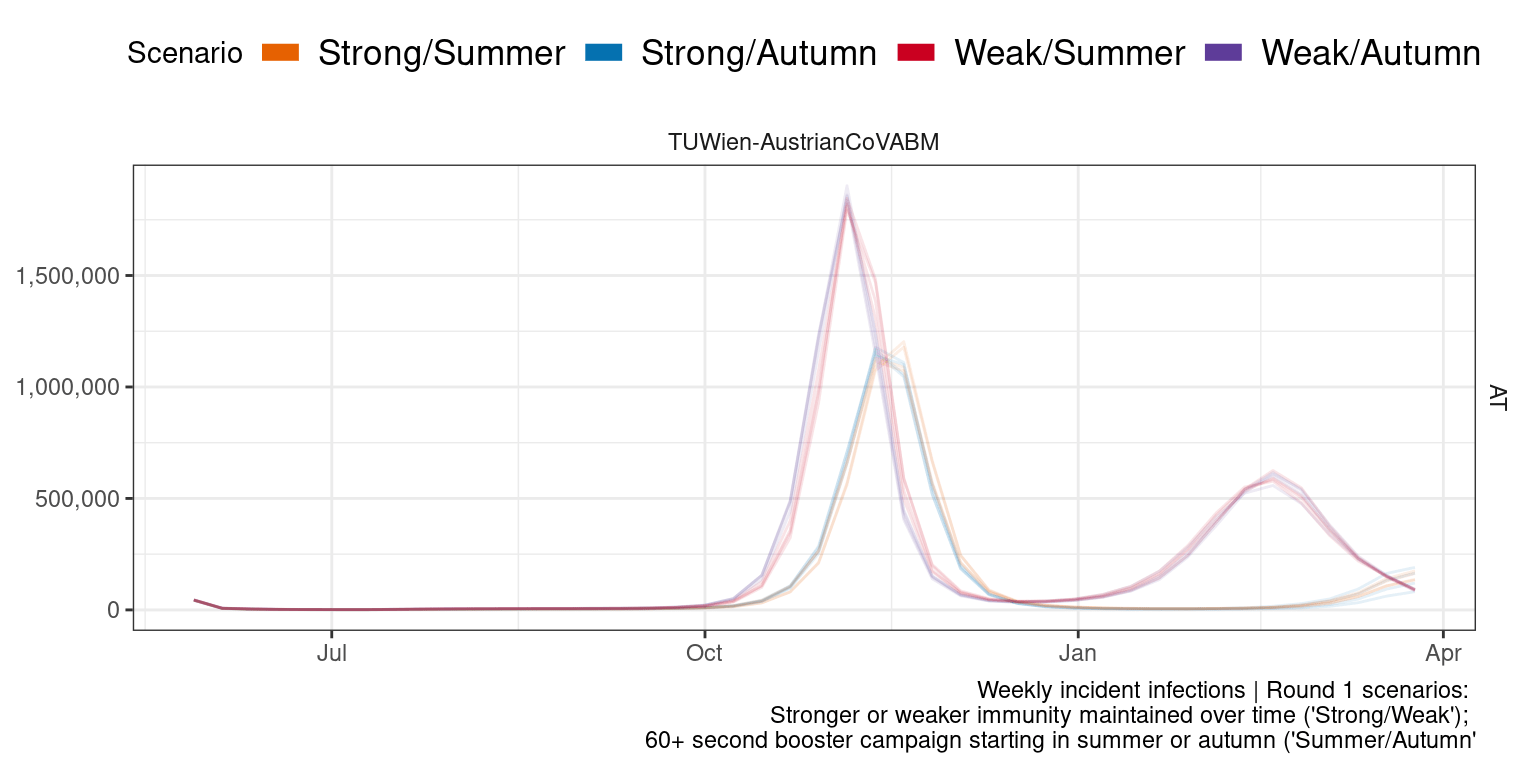 Scenario Strong/Summer Strong/Autumn Weak/Summer Weak/Autumn
TUWien-AustrianCoVABM
1,500,000
1,000,000
500,000
0
AT
Jul Oct Jan Apr
Weekly incident infections | Round 1 scenarios:
Stronger or weaker immunity maintained over time ('Strong/Weak');
60+ second booster campaign starting in summer or autumn ('Summer/Autumn'